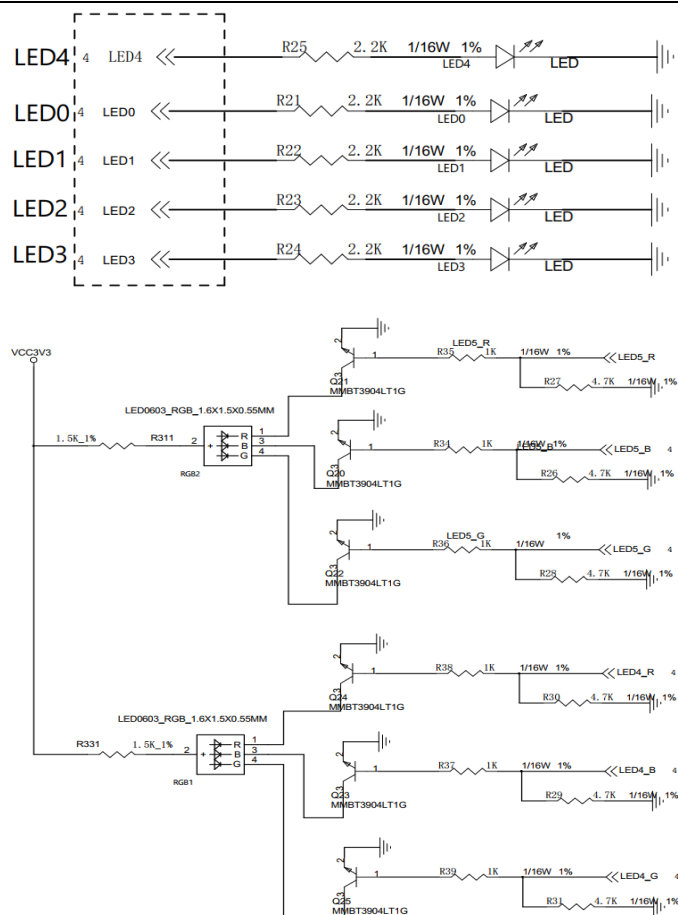 LED4 4 LED4 R25 2.2K 1/16W 1%
LED4 LED
LED0 4 LED0 R21 2.2K 1/16W 1%
LED0 LED
LED1 4 LED1 R22 2.2K 1/16W 1%
LED1 LED
LED2 4 LED2 R23 2.2K 1/16W 1%
LED2 LED
LED3 4 LED3 R24 2.2K 1/16W 1%
LED3 LED
VCC3V3
2
LED5_R
1 R35 1K 1/16W 1% LED5_R
3
Q21
MMBT3904LT1G
R27 4.7K 1/16W 1%
LED0603_RGB_1.6X1.5X0.55MM
1.5K_1% R311 2 + R 1
B 3
G 4
RGB2
2
1 R34 1K 1/16W 1% LED5_B 4
LED5_B
3
Q20
MMBT3904LT1G
R26 4.7K 1/16W 1%
2
LED5_G
1 R36 1K 1/16W 1% LED5_G 4
3
Q22
MMBT3904LT1G
R28 4.7K 1/16W 1%
2
1 R38 1K 1/16W 1% LED4_R 4
3
Q24
MMBT3904LT1G
R30 4.7K 1/16W 1%
LED0603_RGB_1.6X1.5X0.55MM
R331 1.5K_1% 2 + R 1
B 3
G 4
RGB1
2
1 R37 1K 1/16W 1% LED4_B 4
3
Q23
MMBT3904LT1G
R29 4.7K 1/16W 1%
2
1 R39 1K 1/16W 1% LED4_G 4
3
Q25
MMBT3904LT1G
R31 4.7K 1/16W 1%